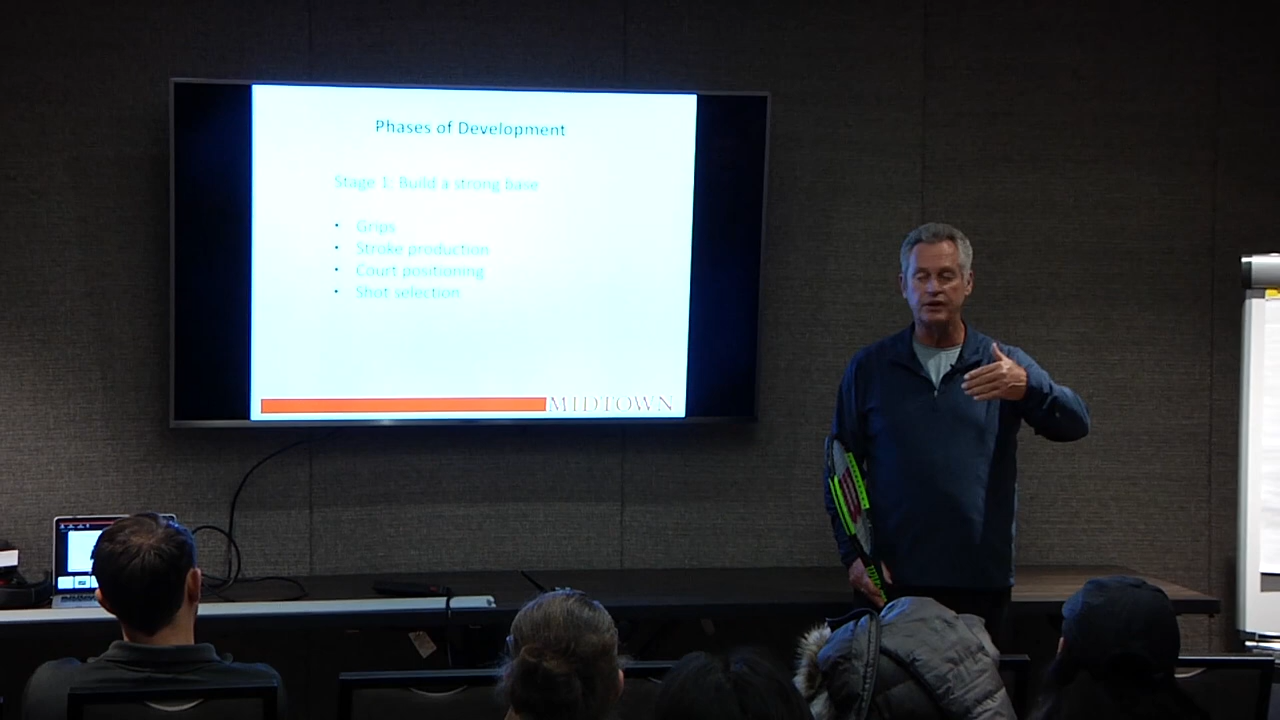 Phases of Development
Stage 1: Build a strong base
• Grips
• Stroke production
• Court positioning
• Shot selection
MIDTOWN